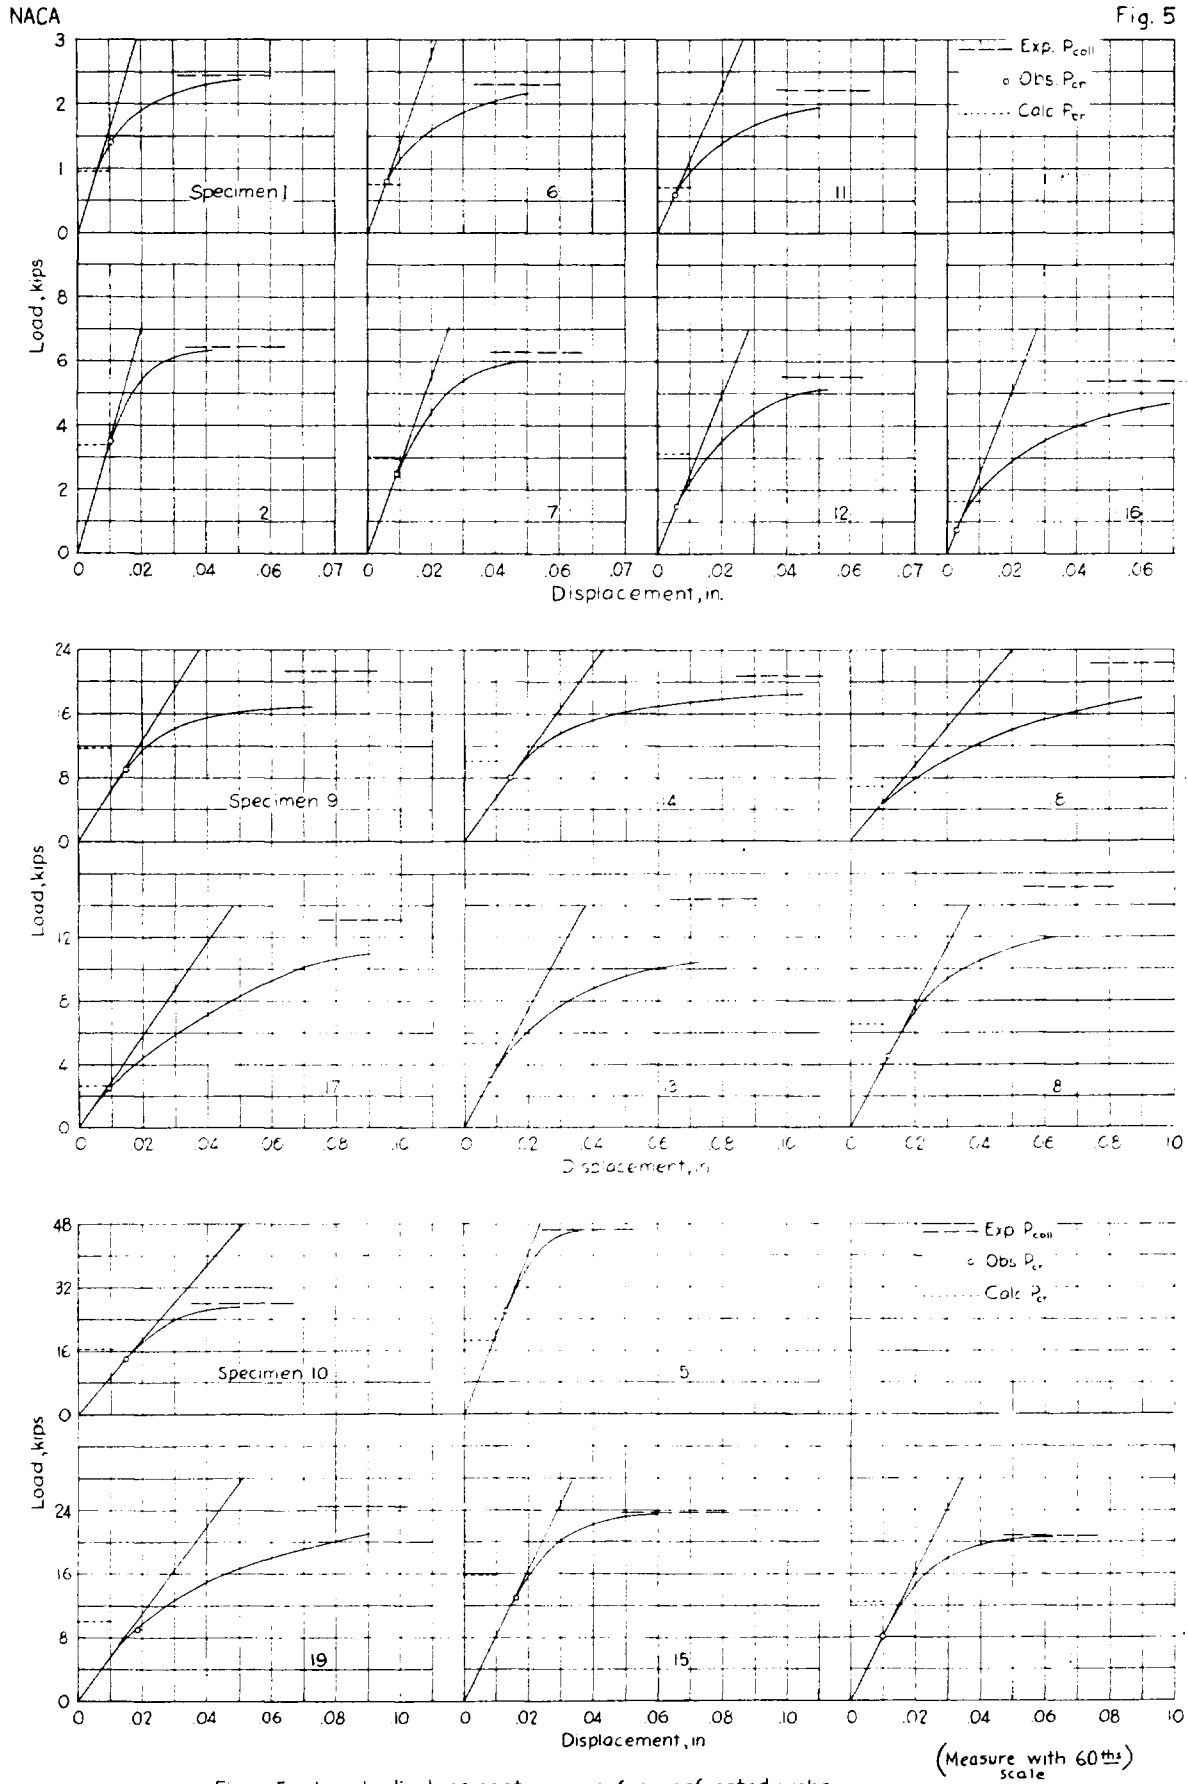 NACA
Fig. 5
3
2
1
0
Load, kips
Exp. Pcoll
Obs. Pcr
Calc Pcr
Specimen 1
6
11
8
6
4
2
0
2
7
12
16
0 .02 .04 .06 .07
0 .02 .04 .06 .07
0 .02 .04 .06 .07
0 .02 .04 .06
Displacement, in.
24
16
8
0
Load, kips
Specimen 9
14
8
12
8
4
0
17
13
8
0 .02 .04 .06 .08 .10
0 .02 .04 .06 .08 .10
0 .02 .04 .06 .08 10
Displacement, in
48
32
16
0
Load, kips
Exp Pcoll
Obs Pcr
Calc Pcr
Specimen 10
5
24
16
8
0
19
15
0 .02 .04 .06 .08 .10
0 .02 .04 .06 .08 .10
0 .02 .04 .06 .08 .10
Displacement, in
(Measure with 60ths scale)